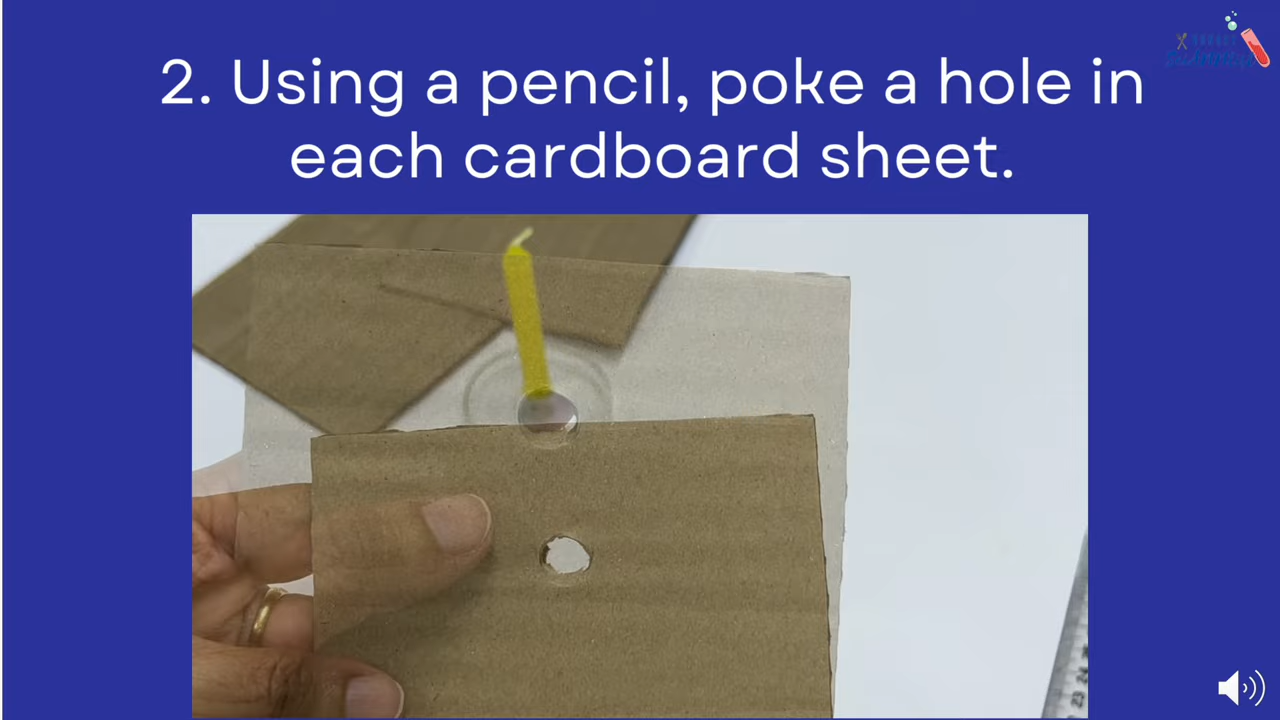 2. Using a pencil, poke a hole in
each cardboard sheet.